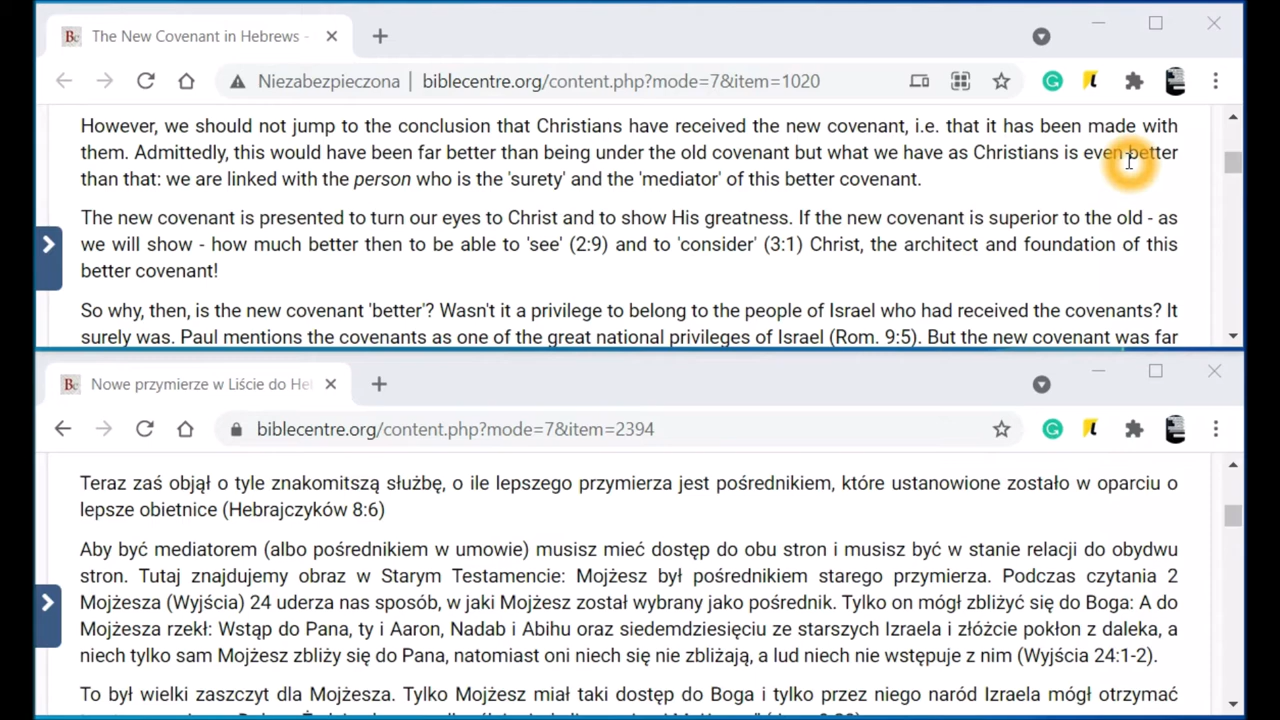 The New Covenant in Hebrews -
Niezabezpieczona | biblecentre.org/content.php?mode=7&item=1020
However, we should not jump to the conclusion that Christians have received the new covenant, i.e. that it has been made with
them. Admittedly, this would have been far better than being under the old covenant but what we have as Christians is even better
than that: we are linked with the person who is the 'surety' and the 'mediator' of this better covenant.
The new covenant is presented to turn our eyes to Christ and to show His greatness. If the new covenant is superior to the old - as
we will show - how much better then to be able to 'see' (2:9) and to 'consider' (3:1) Christ, the architect and foundation of this
better covenant!
So why, then, is the new covenant 'better'? Wasn't it a privilege to belong to the people of Israel who had received the covenants? It
surely was. Paul mentions the covenants as one of the great national privileges of Israel (Rom. 9:5). But the new covenant was far
Nowe przymierze w Liście do He
biblecentre.org/content.php?mode=7&item=2394
Teraz zaś objął o tyle znakomitszą służbę, o ile lepszego przymierza jest pośrednikiem, które ustanowione zostało w oparciu o
lepsze obietnice (Hebrajczyków 8:6)
Aby być mediatorem (albo pośrednikiem w umowie) musisz mieć dostęp do obu stron i musisz być w stanie relacji do obydwu
stron. Tutaj znajdujemy obraz w Starym Testamencie: Mojżesz był pośrednikiem starego przymierza. Podczas czytania 2
Mojżesza (Wyjścia) 24 uderza nas sposób, w jaki Mojżesz został wybrany jako pośrednik. Tylko on mógł zbliżyć się do Boga: A do
Mojżesza rzekł: Wstąp do Pana, ty i Aaron, Nadab i Abihu oraz siedemdziesięciu ze starszych Izraela i złóżcie pokłon z daleka, a
niech tylko sam Mojżesz zbliży się do Pana, natomiast oni niech się nie zbliżają, a lud niech nie wstępuje z nim (Wyjścia 24:1-2).
To był wielki zaszczyt dla Mojżesza. Tylko Mojżesz miał taki dostęp do Boga i tylko przez niego naród Izraela mógł otrzymać